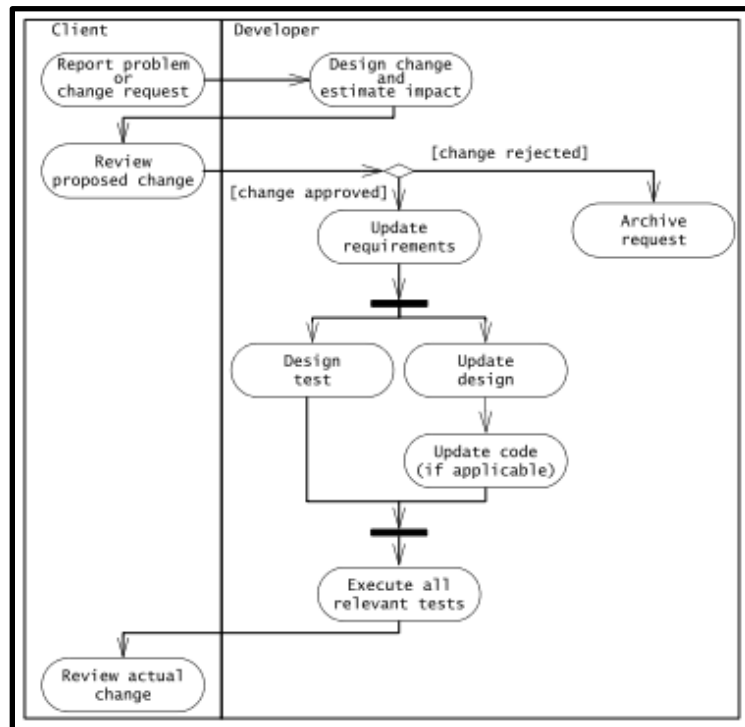 Client
Developer
Report problem
or
change request
Design change
and
estimate impact
Review
proposed change
[change rejected]
[change approved]
Update
requirements
Archive
request
Design
test
Update
design
Update code
(if applicable)
Execute all
relevant tests
Review actual
change